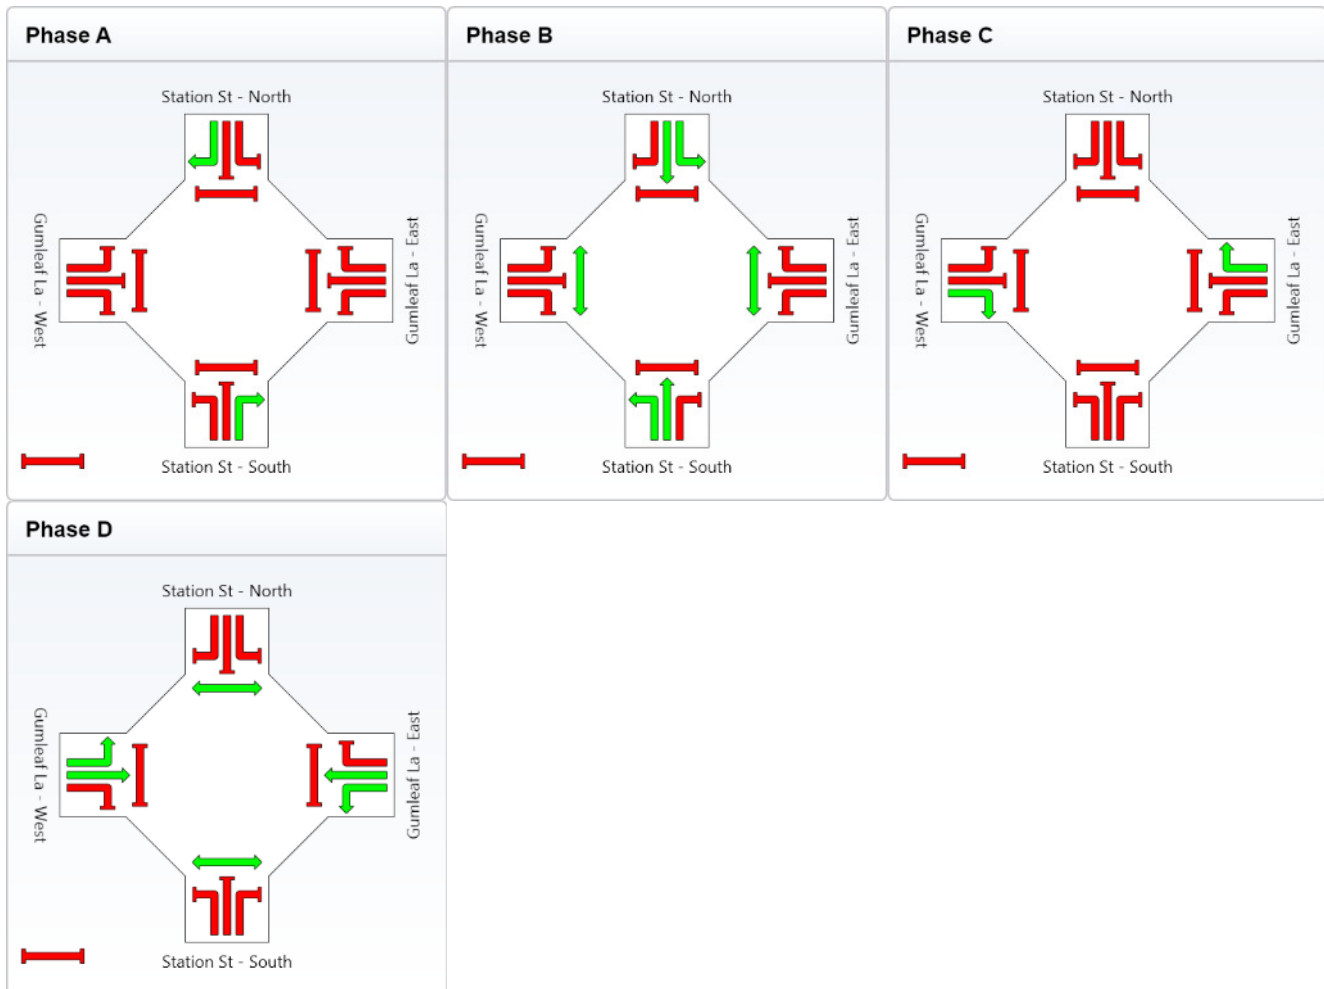 Phase A
Station St - North
Gumleaf La - West
Gumleaf La - East
Station St - South
Phase B
Station St - North
Gumleaf La - West
Gumleaf La - East
Station St - South
Phase C
Station St - North
Gumleaf La - West
Gumleaf La - East
Station St - South
Phase D
Station St - North
Gumleaf La - West
Gumleaf La - East
Station St - South